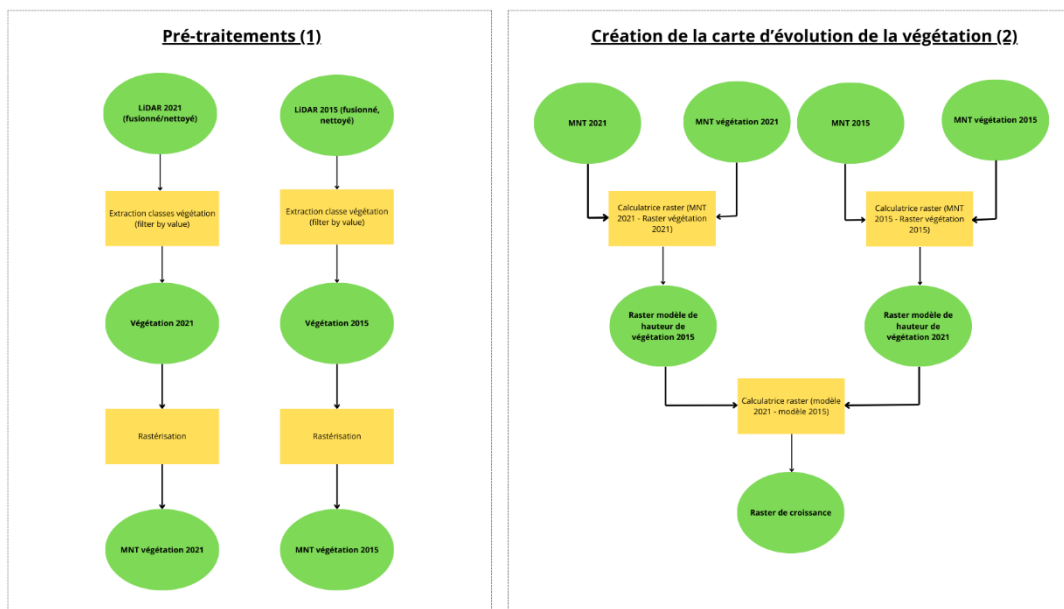 Pré-traitements (1)
LiDAR 2021
(fusionné/nettoyé)
LiDAR 2015 (fusionné,
nettoyé)
Extraction classes végétation
(filter by value)
Extraction classe végétation
(filter by value)
Végétation 2021
Végétation 2015
Rastérisation
Rastérisation
MNT végétation 2021
MNT végétation 2015
Création de la carte d’évolution de la végétation (2)
MNT 2021
MNT végétation 2021
MNT 2015
MNT végétation 2015
Calculatrice raster (MNT
2021 - Raster végétation
2021)
Calculatrice raster (MNT
2015 - Raster végétation
2015)
Raster modèle de
hauteur de
végétation 2015
Raster modèle de
hauteur de
végétation 2021
Calculatrice raster (modèle
2021 - modèle 2015)
Raster de croissance